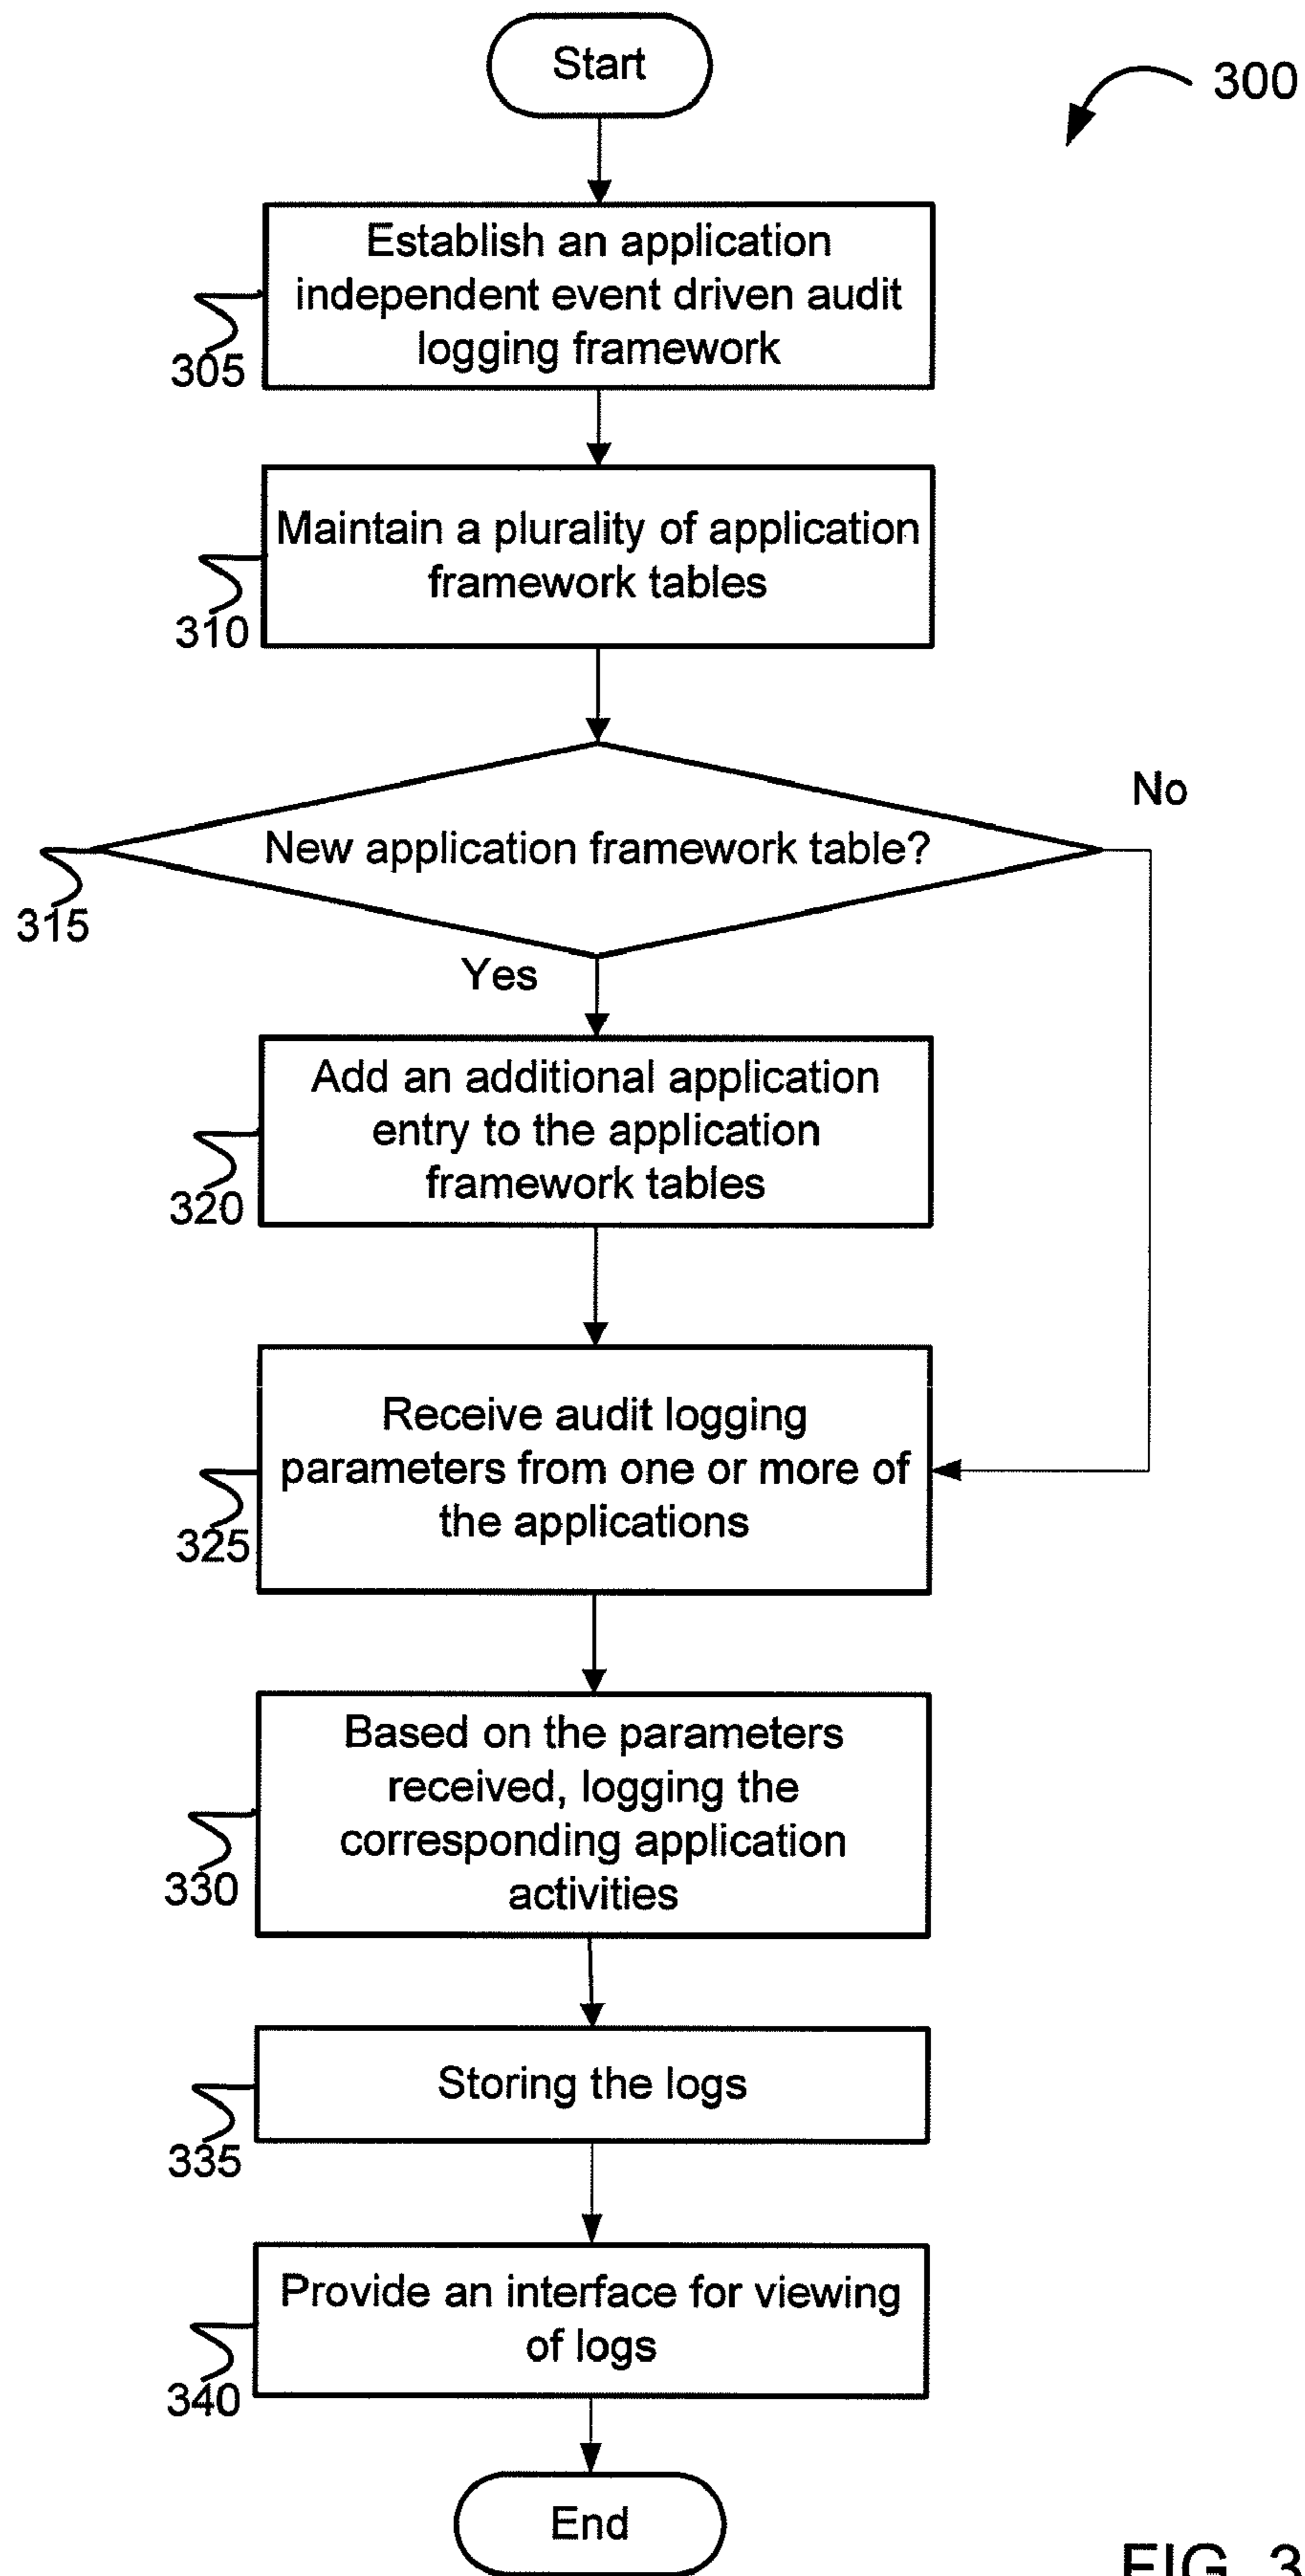 Start
300
Establish an application
independent event driven audit
logging framework
305
Maintain a plurality of application
framework tables
310
No
New application framework table?
315
Yes
Add an additional application
entry to the application
framework tables
320
Receive audit logging
parameters from one or more of
the applications
325
Based on the parameters
received, logging the
corresponding application
activities
330
Storing the logs
335
Provide an interface for viewing
of logs
340
End
FIG. 3